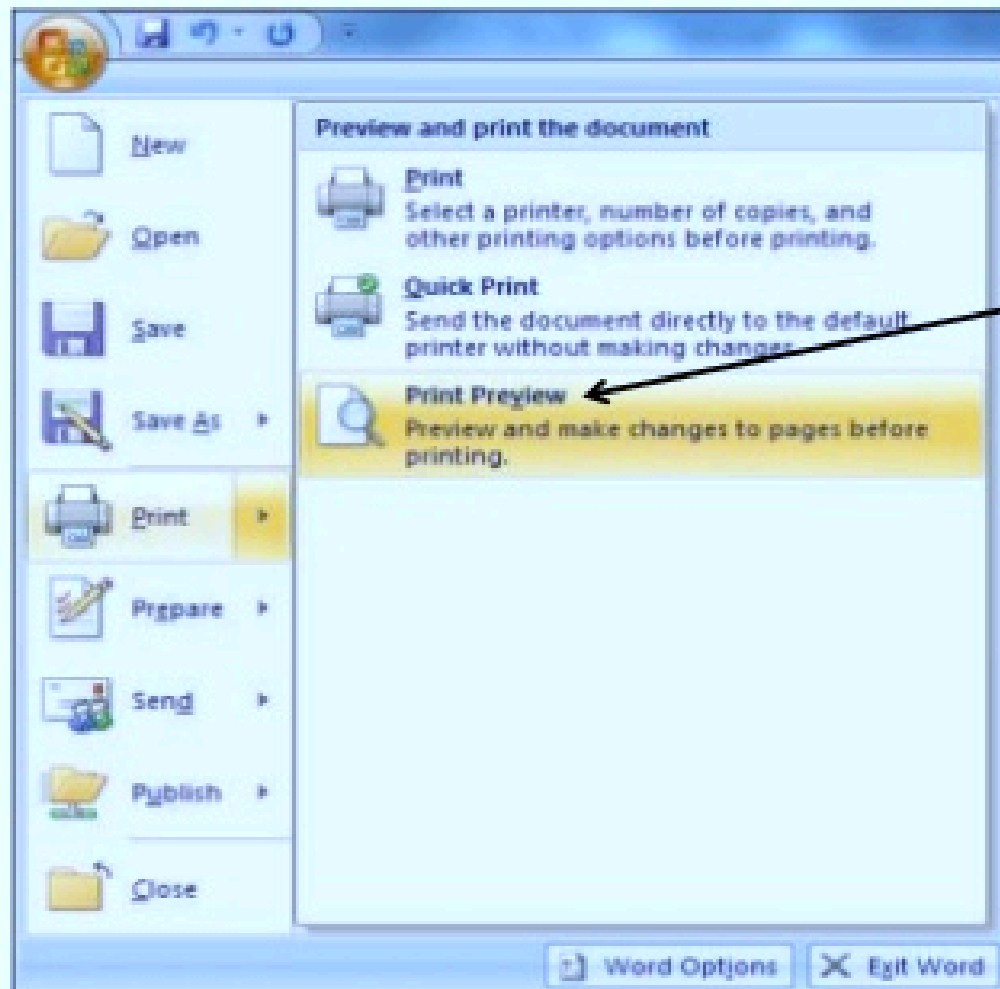 New
Open
Save
Save As
Print
Prepare
Send
Publish
Close
Preview and print the document
Print
Select a printer, number of copies, and
other printing options before printing.
Quick Print
Send the document directly to the default
printer without making changes.
Print Preview
Preview and make changes to pages before
printing.
Word Options
Exit Word